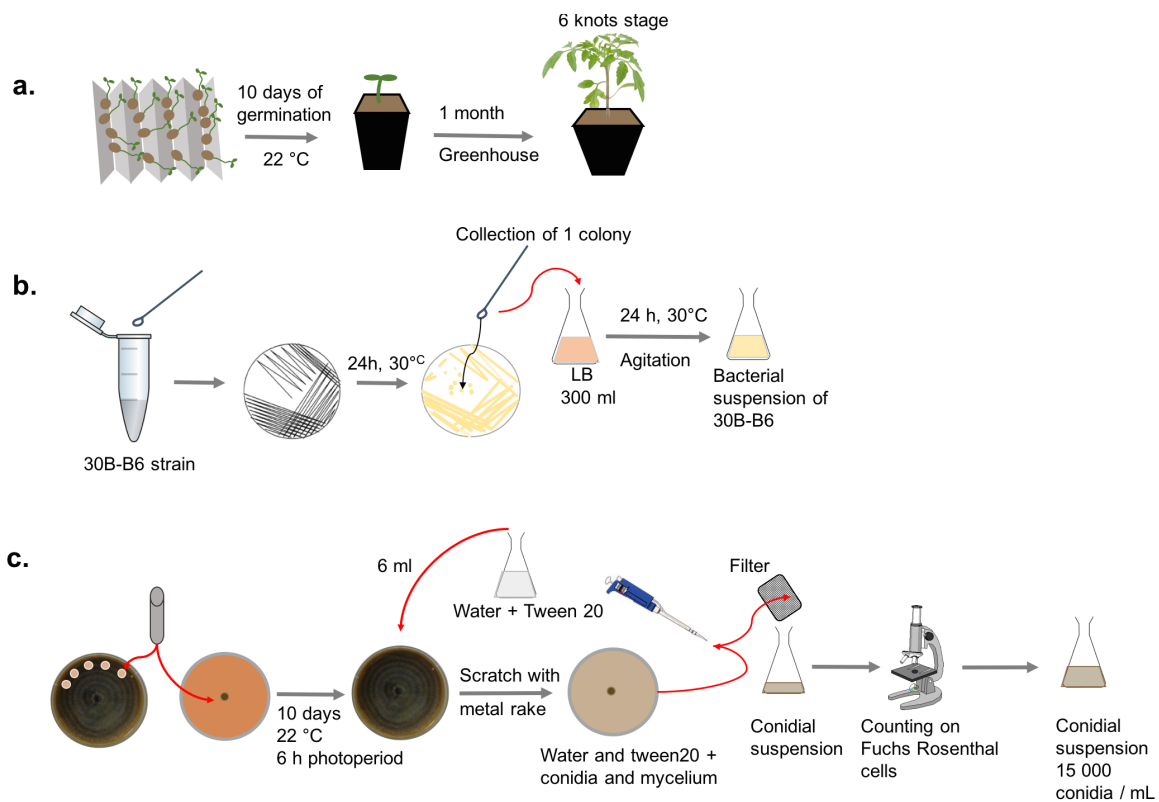 6 knots stage
a.
10 days of
germination
22 °C
1 month
Greenhouse
Collection of 1 colony
b.
24h, 30°C
24 h, 30°C
Agitation
LB
300 ml
Bacterial
suspension of
30B-B6
30B-B6 strain
c.
6 ml
Water + Tween 20
Filter
10 days
22 °C
6 h photoperiod
Scratch with
metal rake
Water and tween20 +
conidia and mycelium
Conidial
suspension
Counting on
Fuchs Rosenthal
cells
Conidial
suspension
15 000
conidia / mL